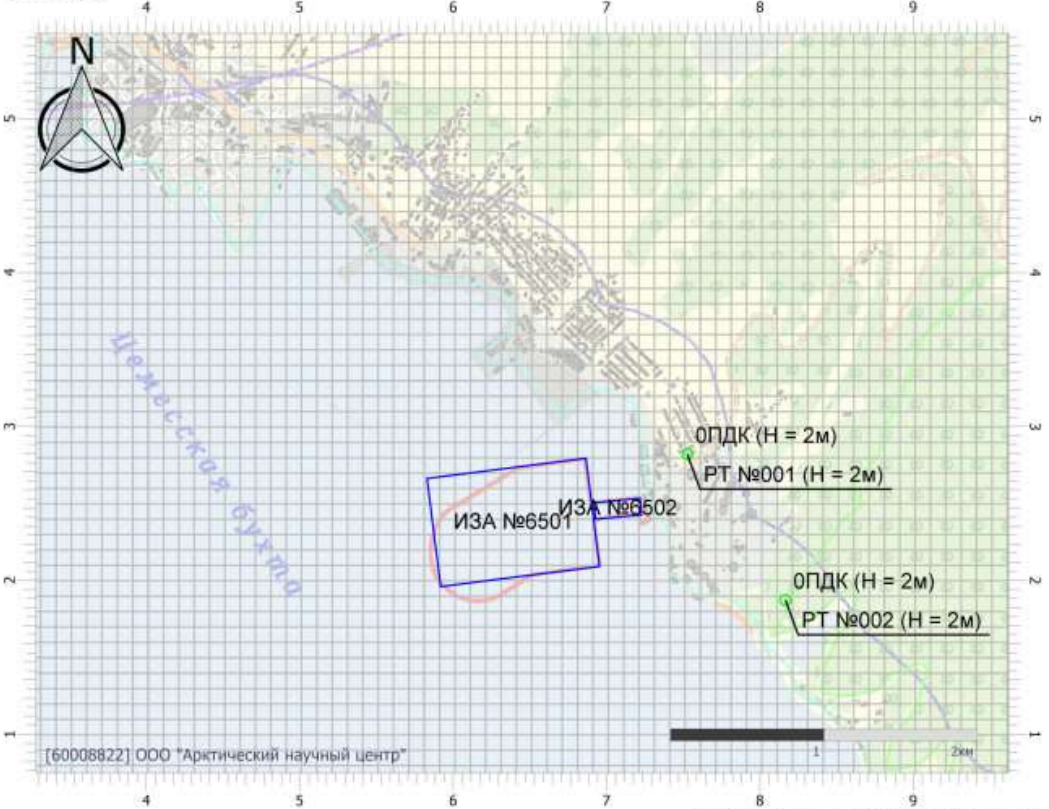 4 5 6 7 8 9
N
5 5
4 4
Цемесская бухта
3 3
0ПДК (Н = 2м)
РТ №001 (Н = 2м)
ИЗА №6501 ИЗА №6502
2 2
0ПДК (Н = 2м)
РТ №002 (Н = 2м)
1 1
[60008822] ООО "Арктический научный центр"
1 2км
4 5 6 7 8 9